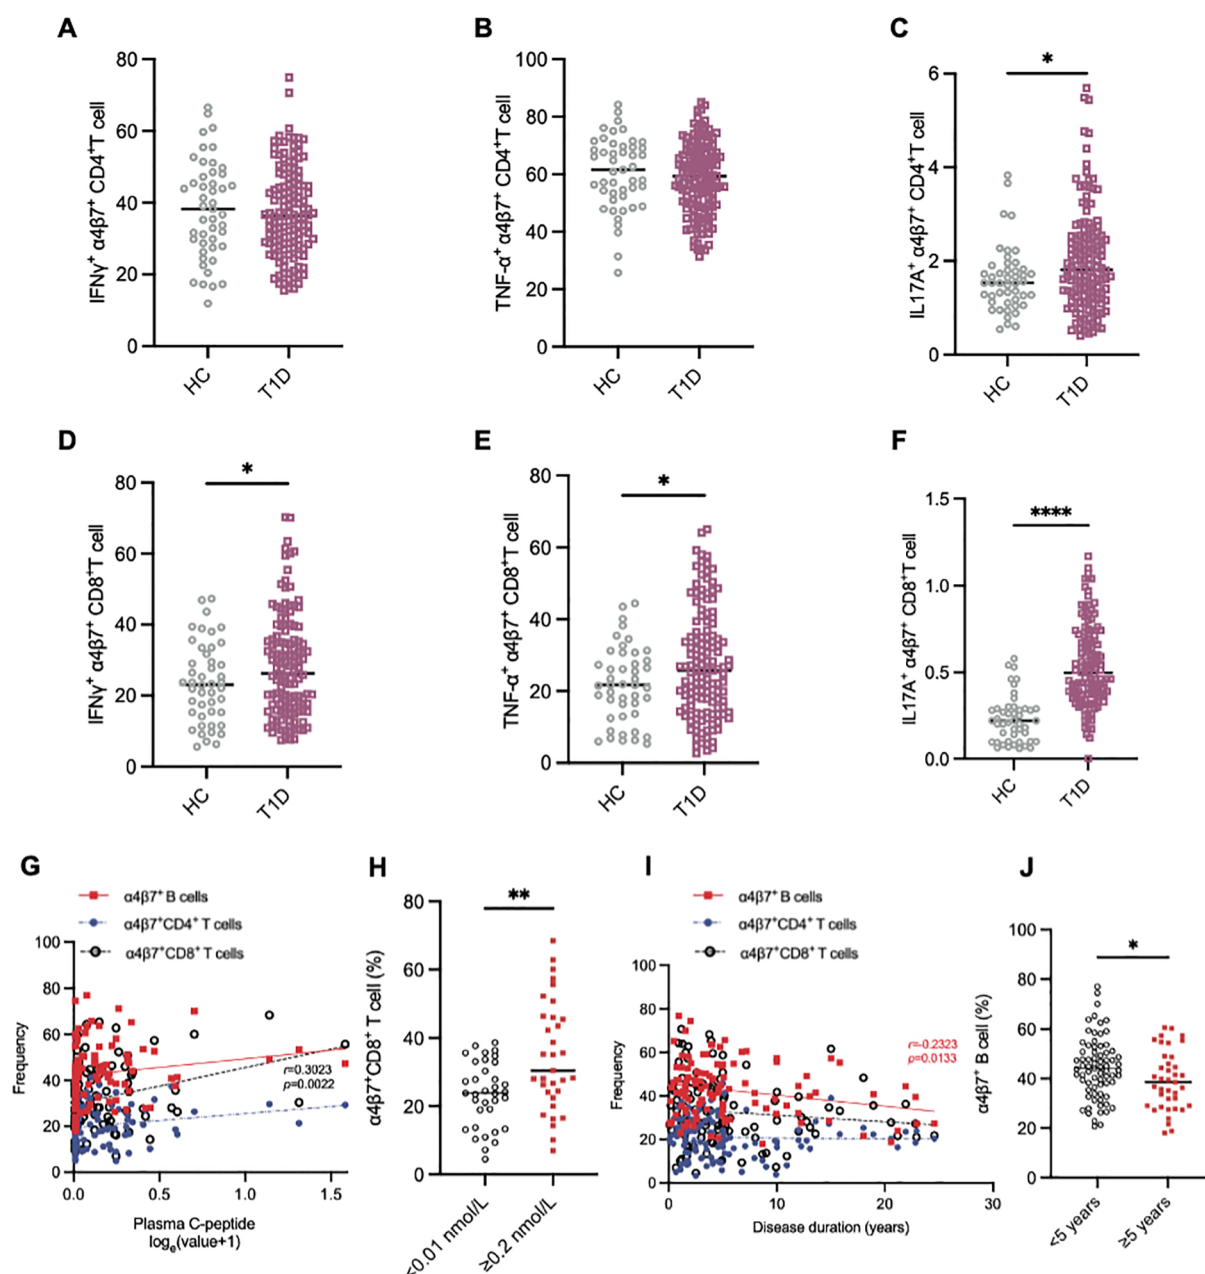 A
IFNγ⁺ α4β7⁺ CD4⁺T cell
80
60
40
20
0
HC
T1D
B
TNF-α⁺ α4β7⁺ CD4⁺T cell
100
80
60
40
20
0
HC
T1D
C
IL17A⁺ α4β7⁺ CD4⁺T cell
6
4
2
0
*
HC
T1D
D
IFNγ⁺ α4β7⁺ CD8⁺T cell
80
60
40
20
0
*
HC
T1D
E
TNF-α⁺ α4β7⁺ CD8⁺T cell
80
60
40
20
0
*
HC
T1D
F
IL17A⁺ α4β7⁺ CD8⁺T cell
1.5
1.0
0.5
0.0
****
HC
T1D
G
α4β7⁺ B cells
α4β7⁺CD4⁺ T cells
α4β7⁺CD8⁺ T cells
Frequency
100
80
60
40
20
0
r=0.3023
p=0.0022
0.0
0.5
1.0
1.5
Plasma C-peptide
logₑ(value+1)
H
α4β7⁺CD8⁺ T cell (%)
80
60
40
20
0
**
<0.01 nmol/L
≥0.2 nmol/L
I
α4β7⁺ B cells
α4β7⁺CD4⁺ T cells
α4β7⁺CD8⁺ T cells
Frequency
100
80
60
40
20
0
r=-0.2323
p=0.0133
0
10
20
30
Disease duration (years)
J
α4β7⁺ B cell (%)
100
80
60
40
20
0
*
<5 years
≥5 years